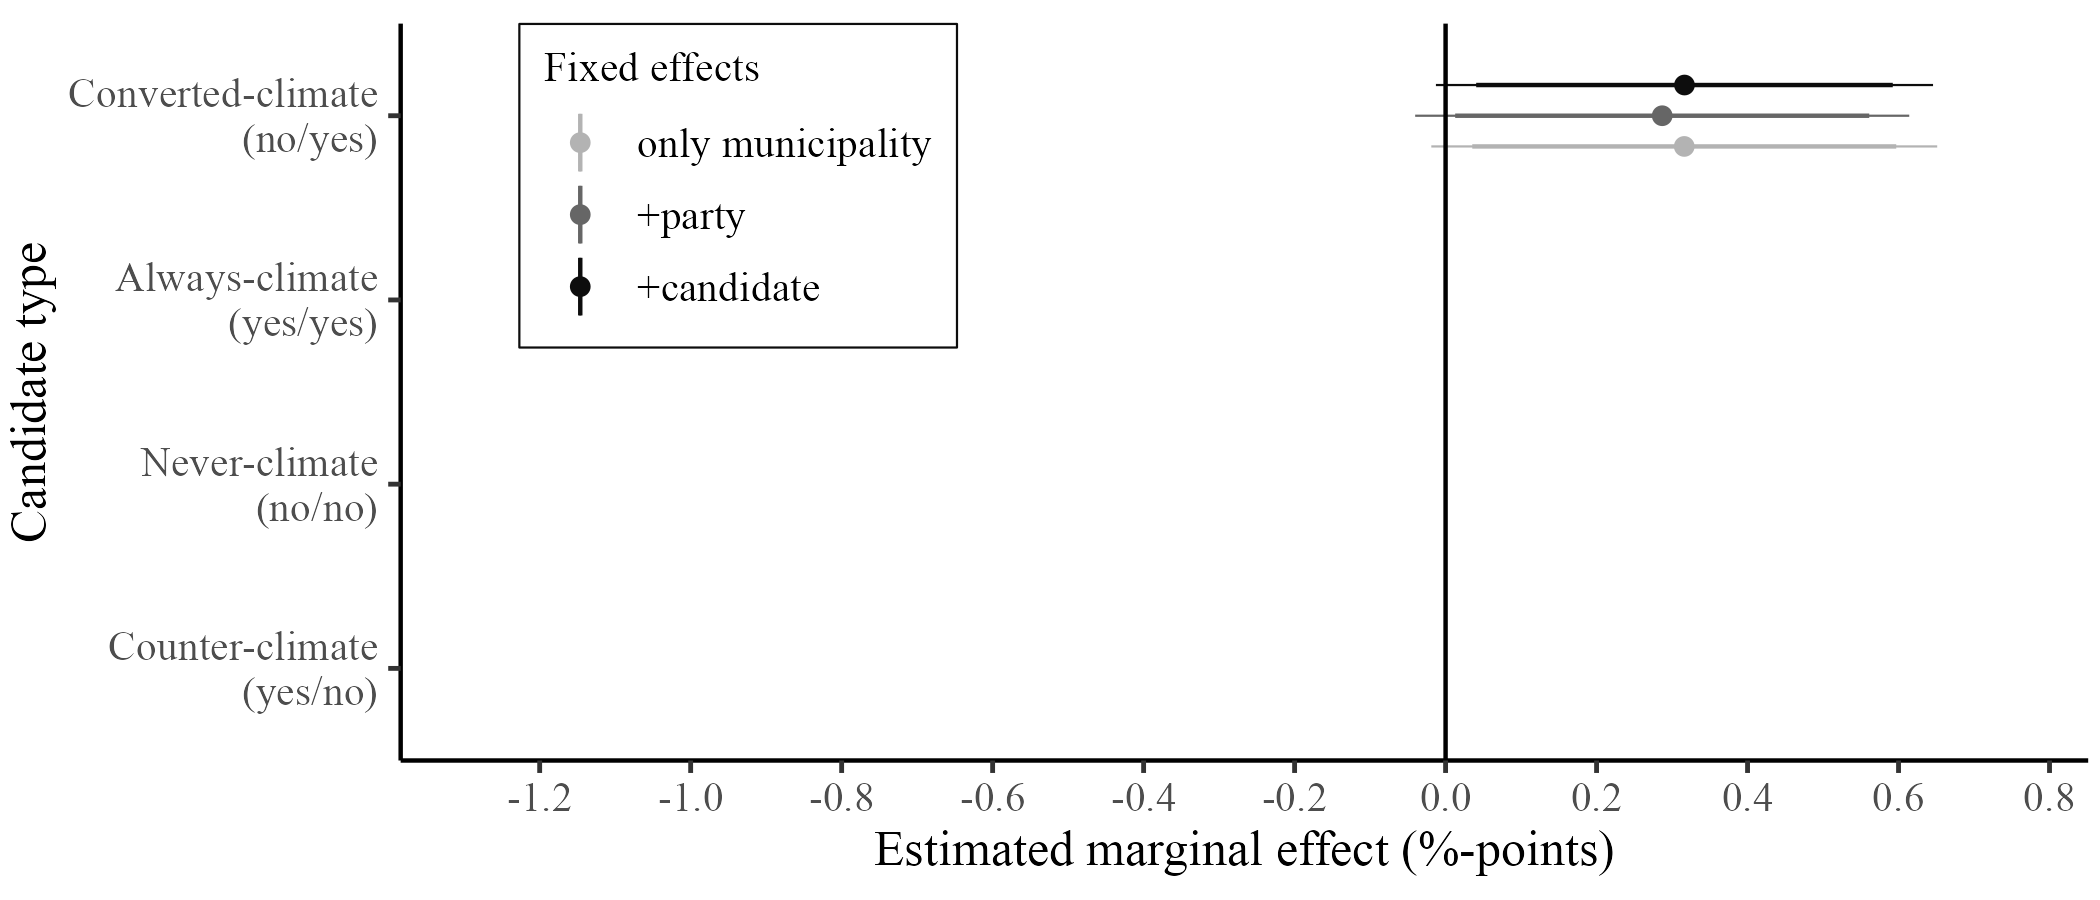 Fixed effects
only municipality
+party
+candidate
Candidate type
Converted-climate
(no/yes)
Always-climate
(yes/yes)
Never-climate
(no/no)
Counter-climate
(yes/no)
-1.2 -1.0 -0.8 -0.6 -0.4 -0.2 0.0 0.2 0.4 0.6 0.8
Estimated marginal effect (%-points)